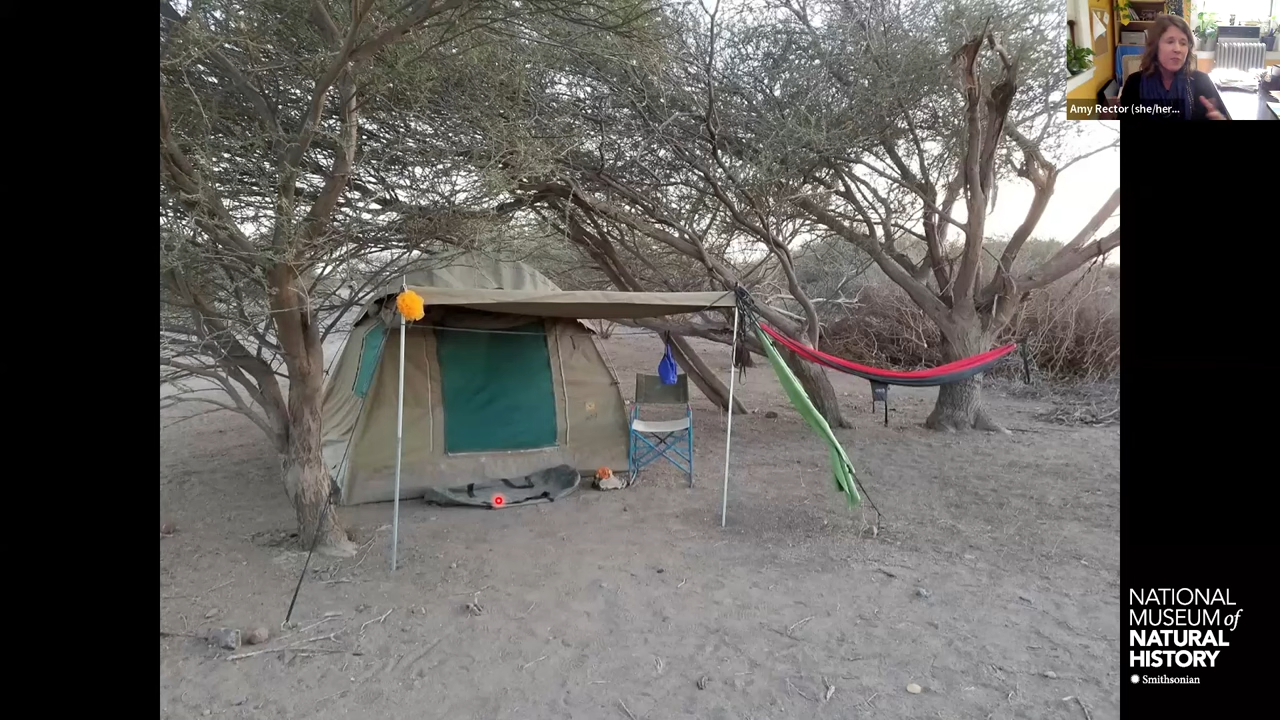 Amy Rector (she/her...
NATIONAL
MUSEUM of
NATURAL
HISTORY
Smithsonian